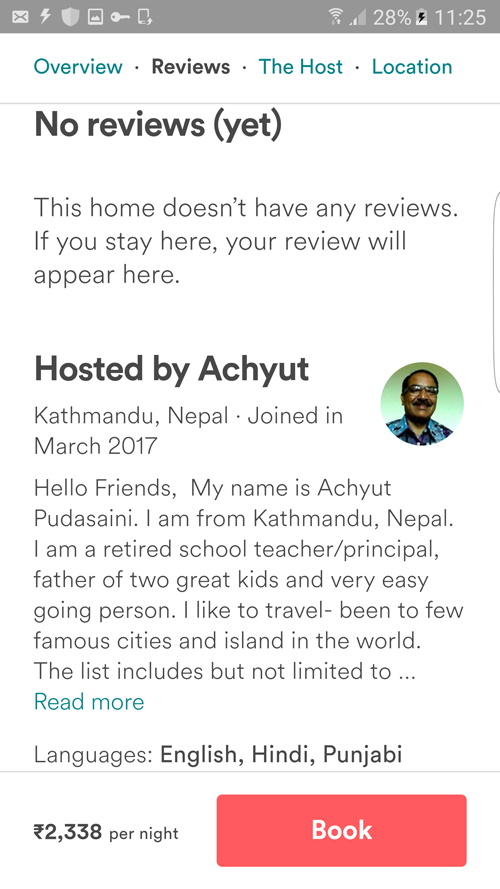 28% 11:25
Overview · Reviews · The Host · Location
No reviews (yet)
This home doesn’t have any reviews.
If you stay here, your review will
appear here.
Hosted by Achyut
Kathmandu, Nepal · Joined in
March 2017
Hello Friends,  My name is Achyut
Pudasaini. I am from Kathmandu, Nepal.
I am a retired school teacher/principal,
father of two great kids and very easy
going person. I like to travel- been to few
famous cities and island in the world.
The list includes but not limited to ...
Read more
Languages: English, Hindi, Punjabi
₹2,338 per night
Book